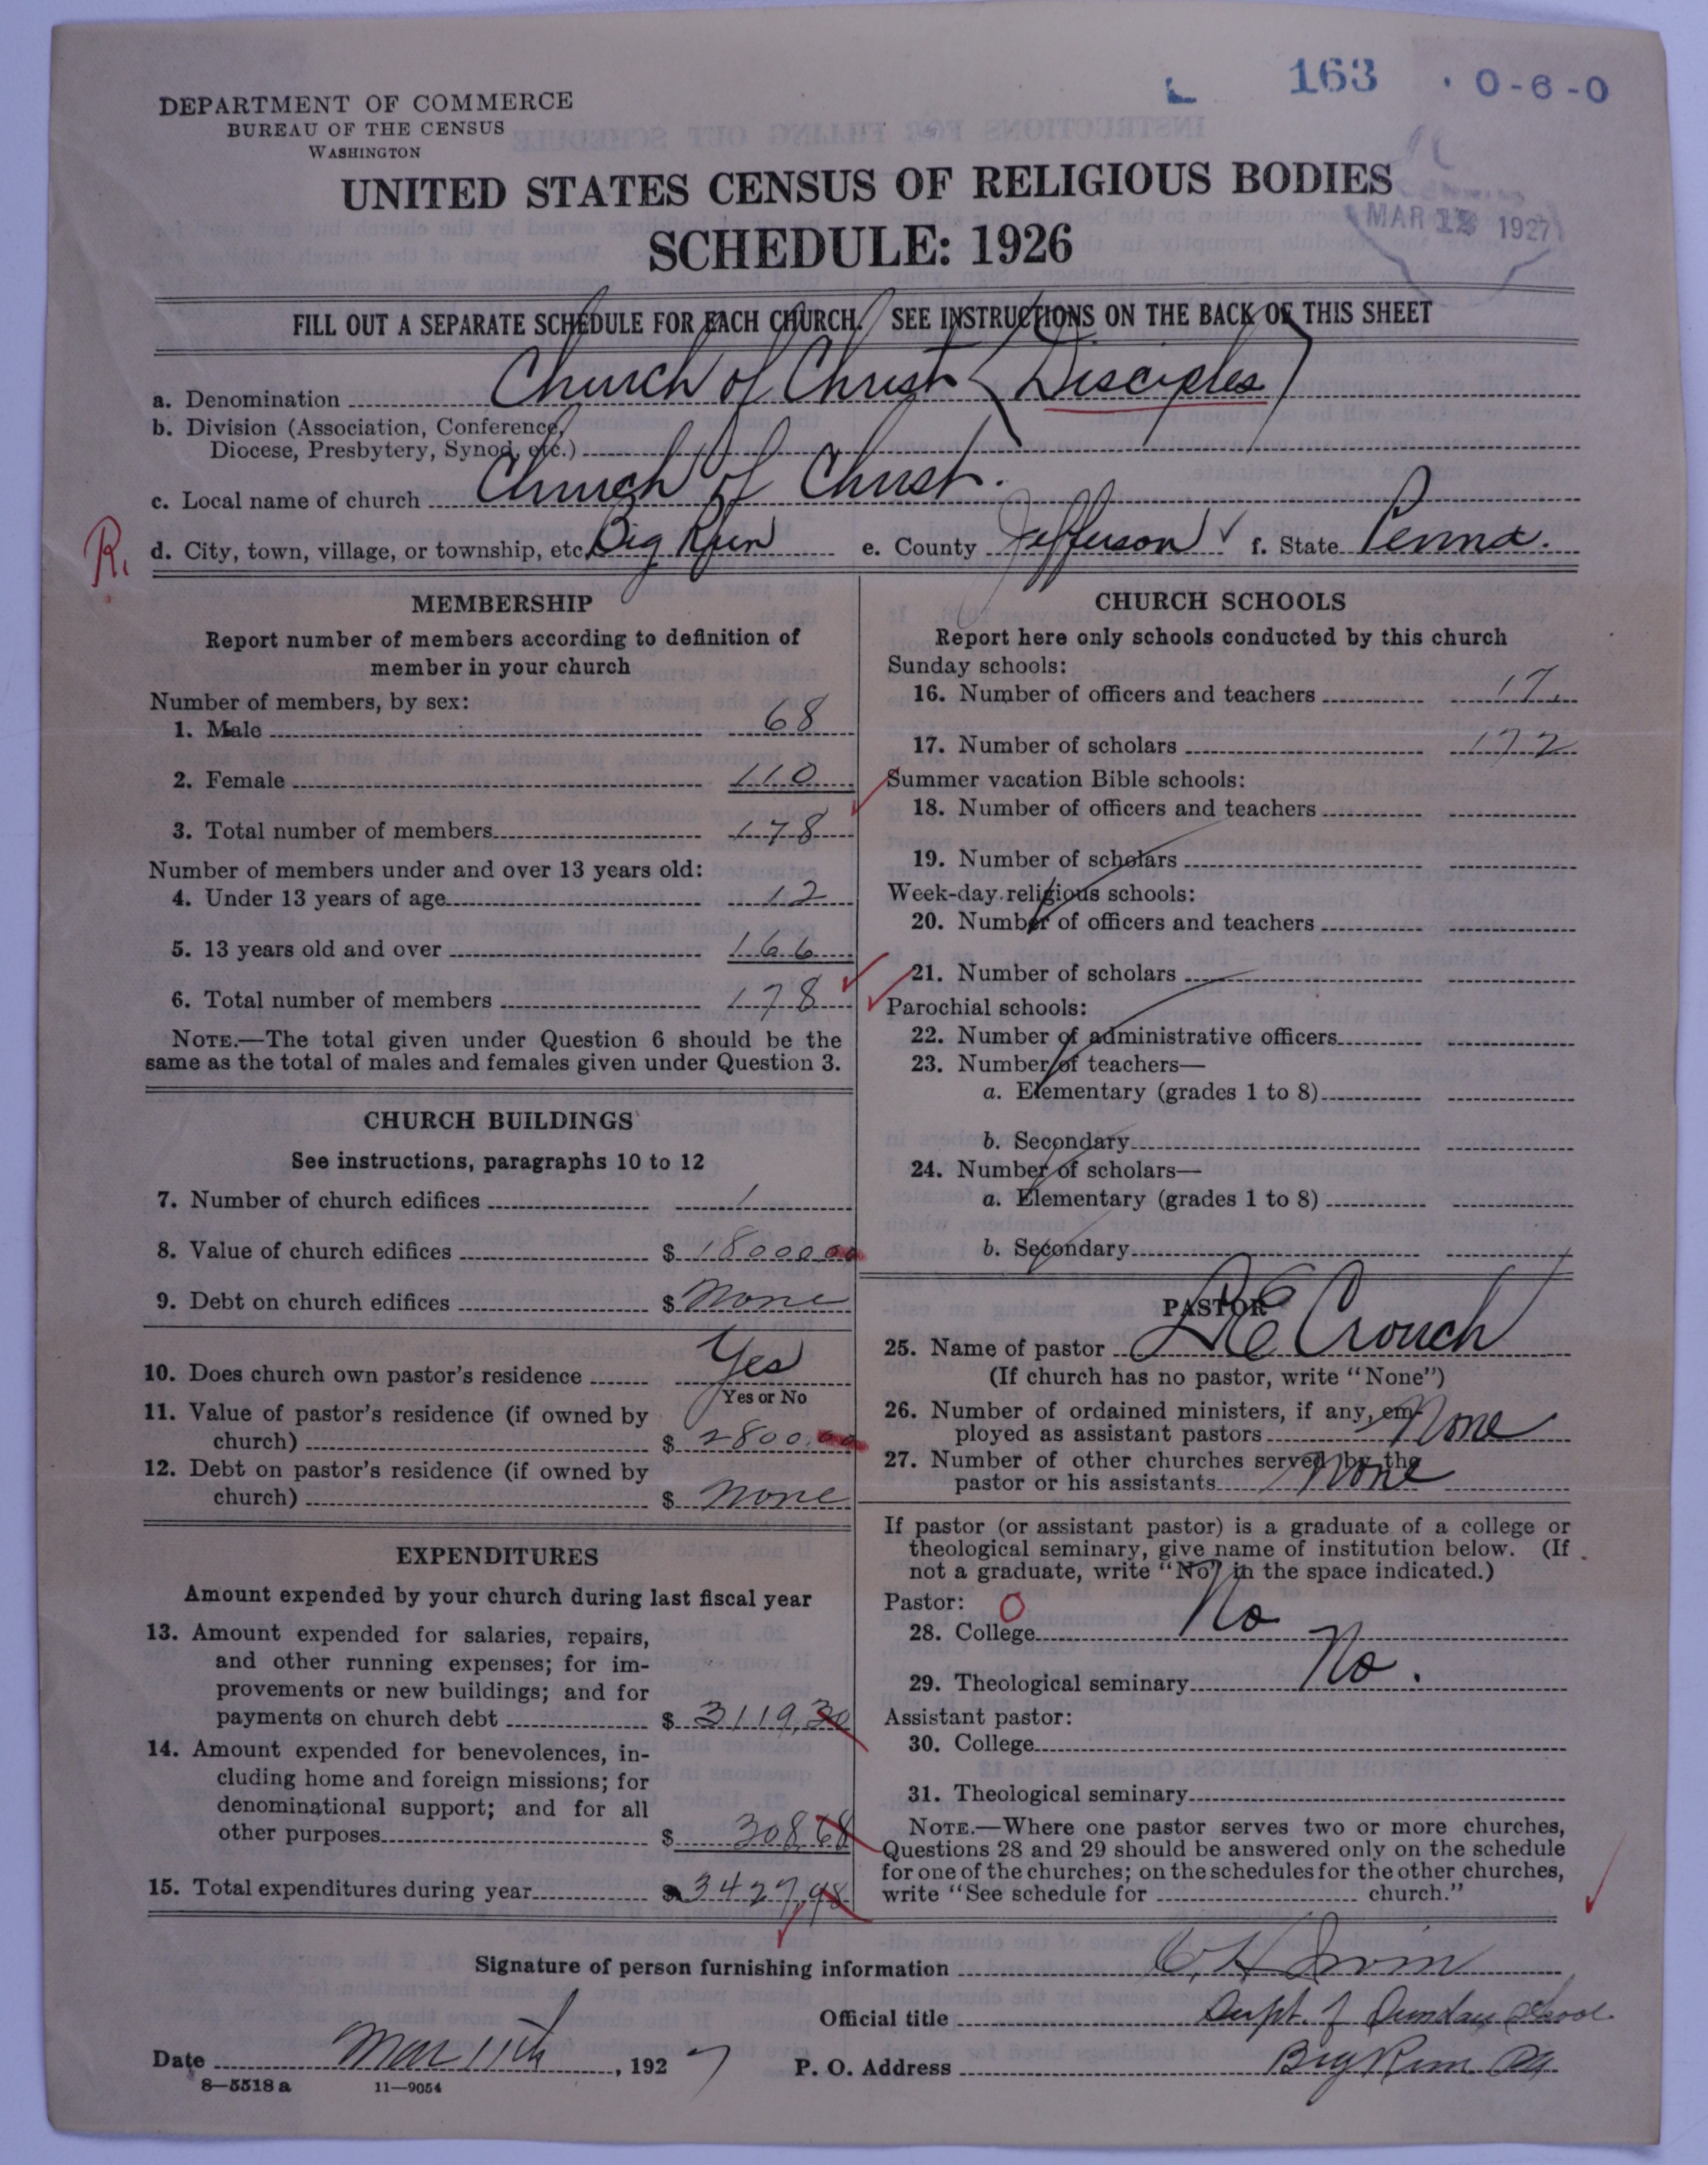 163 0-6-0
DEPARTMENT OF COMMERCE
BUREAU OF THE CENSUS
WASHINGTON
UNITED STATES CENSUS OF RELIGIOUS BODIES
SCHEDULE: 1926
MAR 12 1927
FILL OUT A SEPARATE SCHEDULE FOR EACH CHURCH. SEE INSTRUCTIONS ON THE BACK OF THIS SHEET
a. Denomination Church of Christ (Disciples)
b. Division (Association, Conference,
Diocese, Presbytery, Synod, etc.)
c. Local name of church Church of Christ.
R. d. City, town, village, or township, etc. Big Run e. County Jefferson ✓ f. State Penna.
MEMBERSHIP
Report number of members according to definition of
member in your church
Number of members, by sex:
1. Male 68
2. Female 110
3. Total number of members 178
Number of members under and over 13 years old:
4. Under 13 years of age 12
5. 13 years old and over 166
6. Total number of members 178
NOTE.—The total given under Question 6 should be the
same as the total of males and females given under Question 3.
CHURCH BUILDINGS
See instructions, paragraphs 10 to 12
7. Number of church edifices 1
8. Value of church edifices $ 18000.00
9. Debt on church edifices $ None
10. Does church own pastor's residence Yes
Yes or No
11. Value of pastor's residence (if owned by
church) $ 2800.00
12. Debt on pastor's residence (if owned by
church) $ None
EXPENDITURES
Amount expended by your church during last fiscal year
13. Amount expended for salaries, repairs,
and other running expenses; for im-
provements or new buildings; and for
payments on church debt $ 3119.30
14. Amount expended for benevolences, in-
cluding home and foreign missions; for
denominational support; and for all
other purposes $ 308.68
15. Total expenditures during year $ 3427.98
CHURCH SCHOOLS
Report here only schools conducted by this church
Sunday schools:
16. Number of officers and teachers 17.
17. Number of scholars 172
Summer vacation Bible schools:
18. Number of officers and teachers
19. Number of scholars
Week-day religious schools:
20. Number of officers and teachers
21. Number of scholars
Parochial schools:
22. Number of administrative officers
23. Number of teachers—
a. Elementary (grades 1 to 8)
b. Secondary
24. Number of scholars—
a. Elementary (grades 1 to 8)
b. Secondary
PASTOR
25. Name of pastor Crouch
(If church has no pastor, write "None")
26. Number of ordained ministers, if any, em-
ployed as assistant pastors None
27. Number of other churches served by the
pastor or his assistants None
If pastor (or assistant pastor) is a graduate of a college or
theological seminary, give name of institution below. (If
not a graduate, write "No" in the space indicated.)
Pastor: O
28. College No
29. Theological seminary No.
Assistant pastor:
30. College
31. Theological seminary
NOTE.—Where one pastor serves two or more churches,
Questions 28 and 29 should be answered only on the schedule
for one of the churches; on the schedules for the other churches,
write "See schedule for church."
Signature of person furnishing information Irvin
Official title Supt. of Sunday School
Date Mar 11th, 1927 P. O. Address Big Run Pa
8—5518a 11—9054